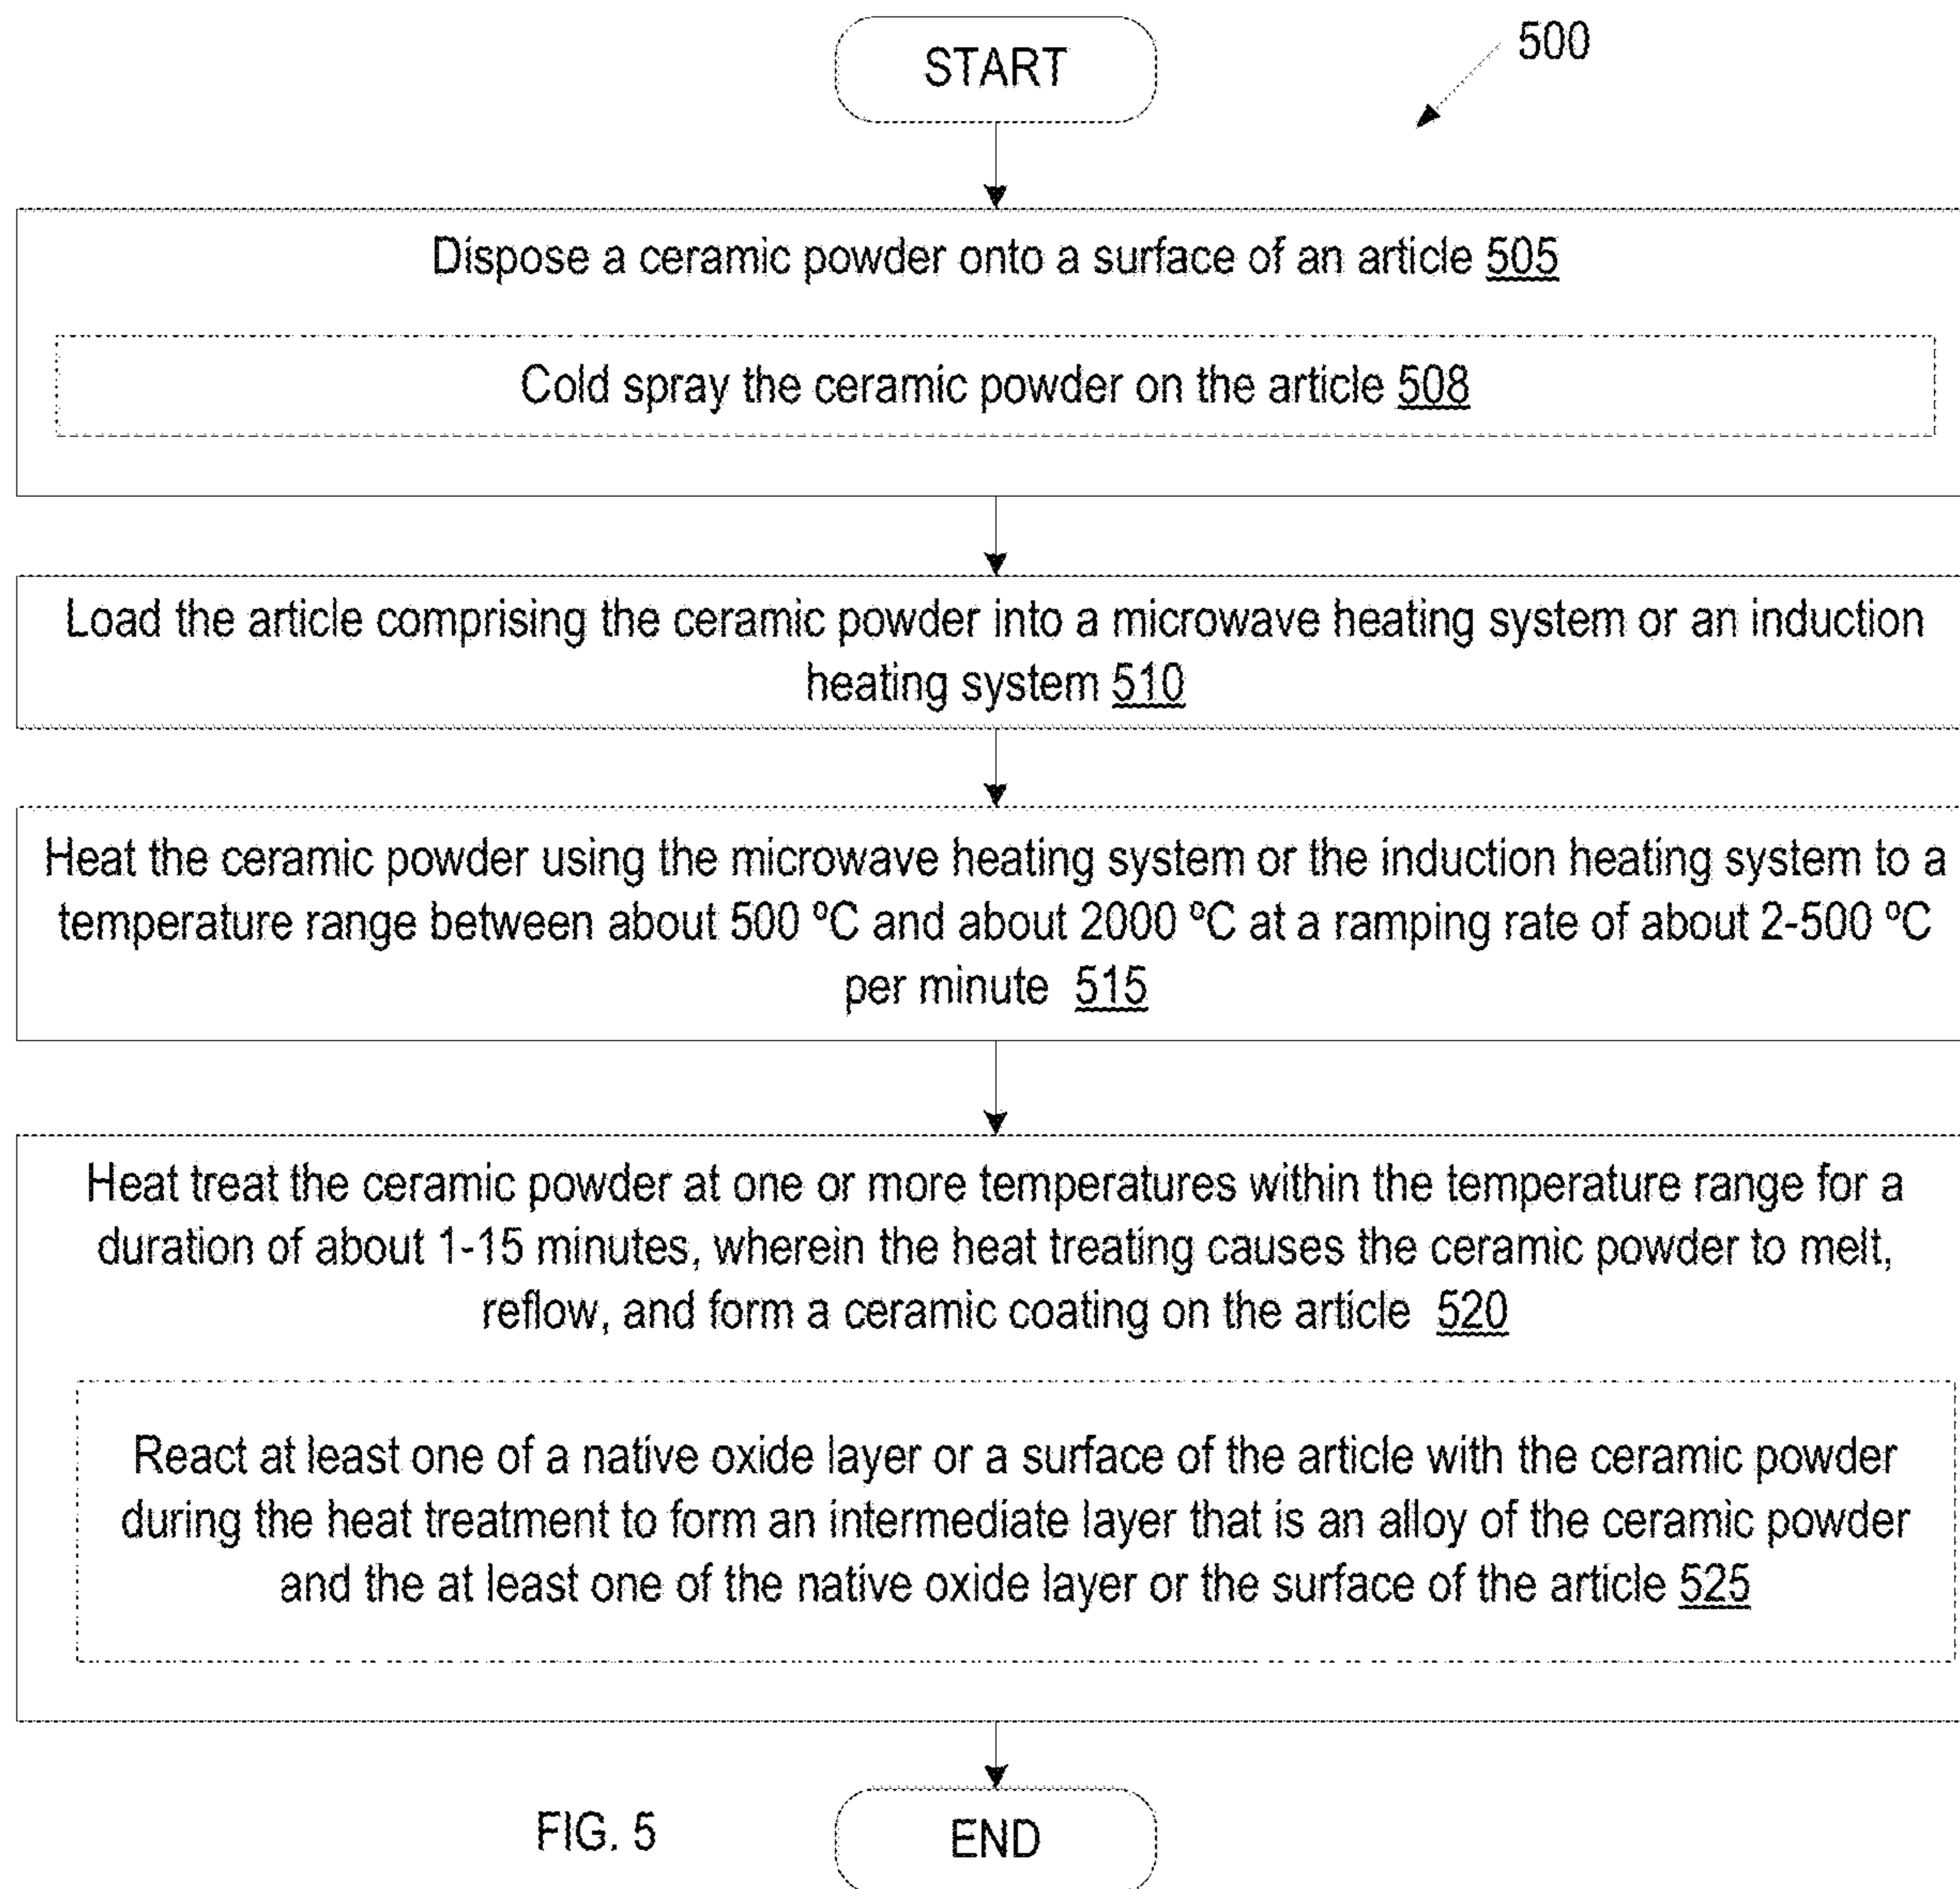 START
500
Dispose a ceramic powder onto a surface of an article 505
Cold spray the ceramic powder on the article 508
Load the article comprising the ceramic powder into a microwave heating system or an induction
heating system 510
Heat the ceramic powder using the microwave heating system or the induction heating system to a
temperature range between about 500 ºC and about 2000 ºC at a ramping rate of about 2-500 ºC
per minute 515
Heat treat the ceramic powder at one or more temperatures within the temperature range for a
duration of about 1-15 minutes, wherein the heat treating causes the ceramic powder to melt,
reflow, and form a ceramic coating on the article 520
React at least one of a native oxide layer or a surface of the article with the ceramic powder
during the heat treatment to form an intermediate layer that is an alloy of the ceramic powder
and the at least one of the native oxide layer or the surface of the article 525
FIG. 5
END